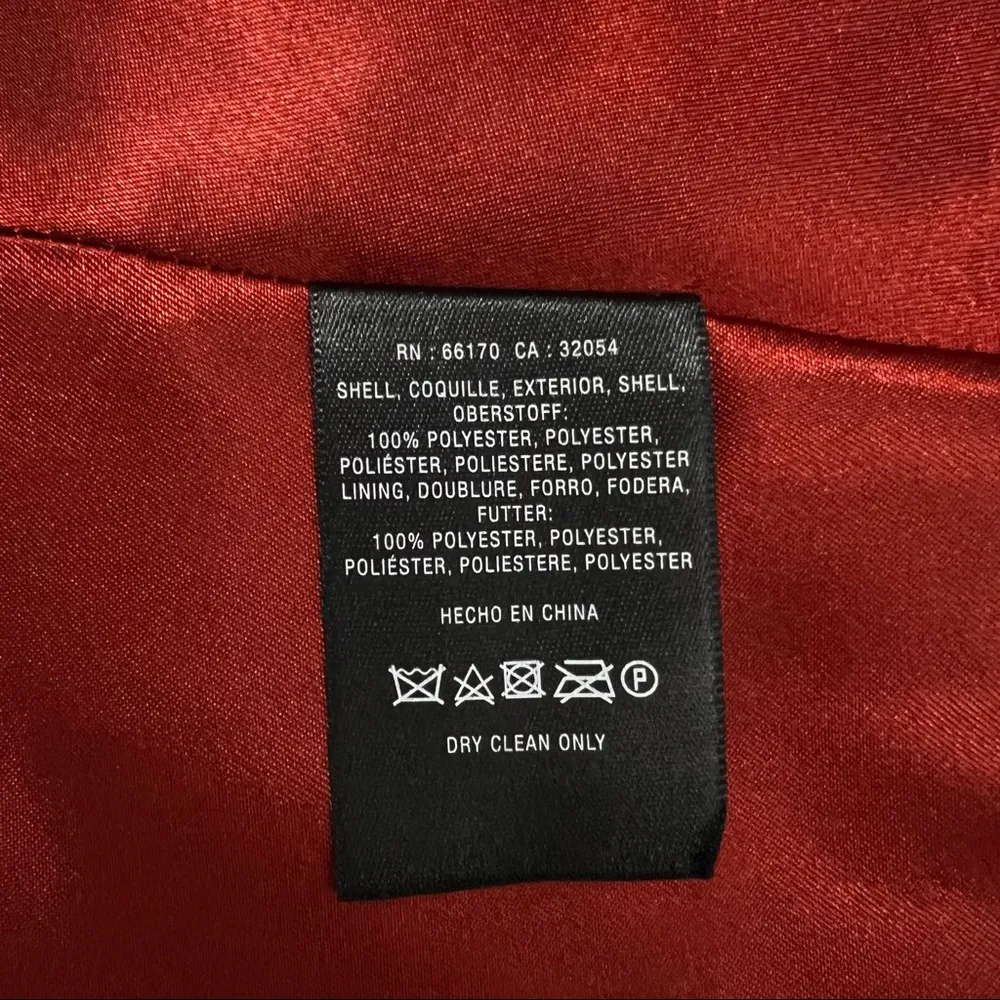 RN : 66170 CA : 32054
SHELL, COQUILLE, EXTERIOR, SHELL,
OBERSTOFF:
100% POLYESTER, POLYESTER,
POLIÉSTER, POLIESTERE, POLYESTER
LINING, DOUBLURE, FORRO, FODERA,
FUTTER:
100% POLYESTER, POLYESTER,
POLIÉSTER, POLIESTERE, POLYESTER
HECHO EN CHINA
P
DRY CLEAN ONLY